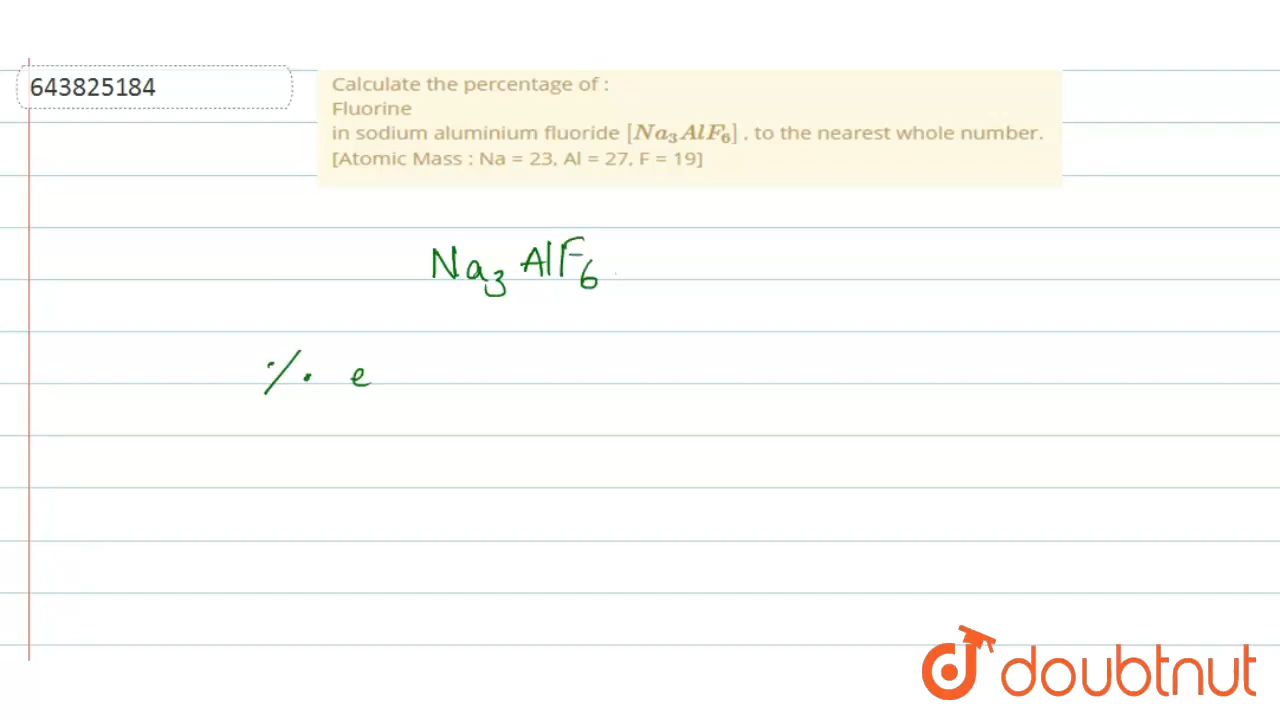 643825184
Calculate the percentage of :
Fluorine
in sodium aluminium fluoride [Na₃AlF₆] , to the nearest whole number.
[Atomic Mass : Na = 23, Al = 27, F = 19]
Na₃ AlF₆
% e
doubtnut